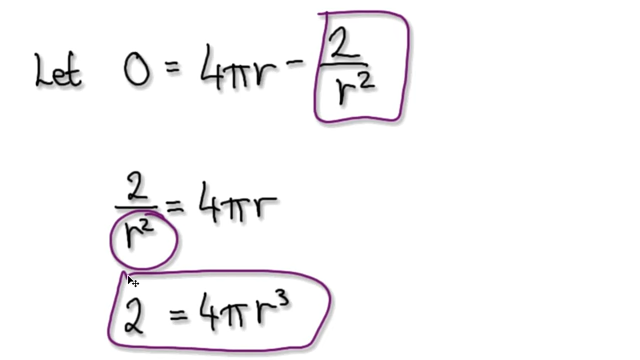 Let 0 = 4πr - 2/r²
2/r² = 4πr
2 = 4πr³